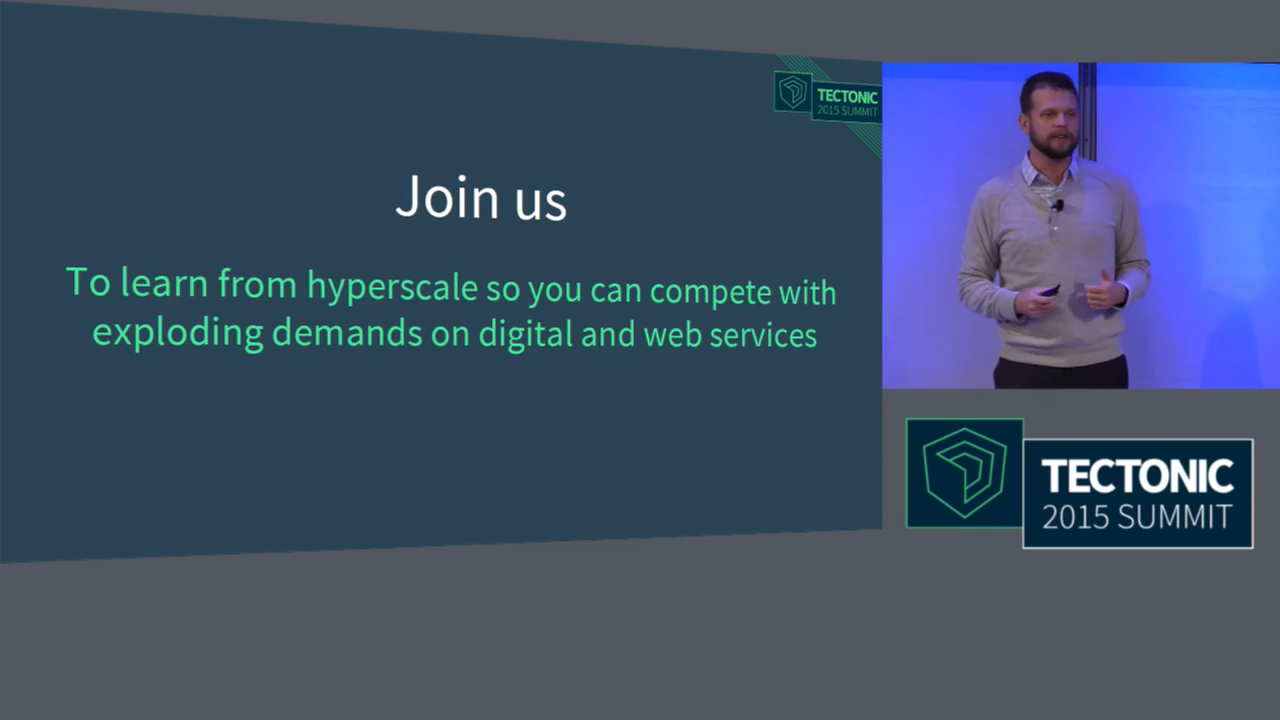 TECTONIC
2015 SUMMIT
Join us
To learn from hyperscale so you can compete with
exploding demands on digital and web services
TECTONIC
2015 SUMMIT